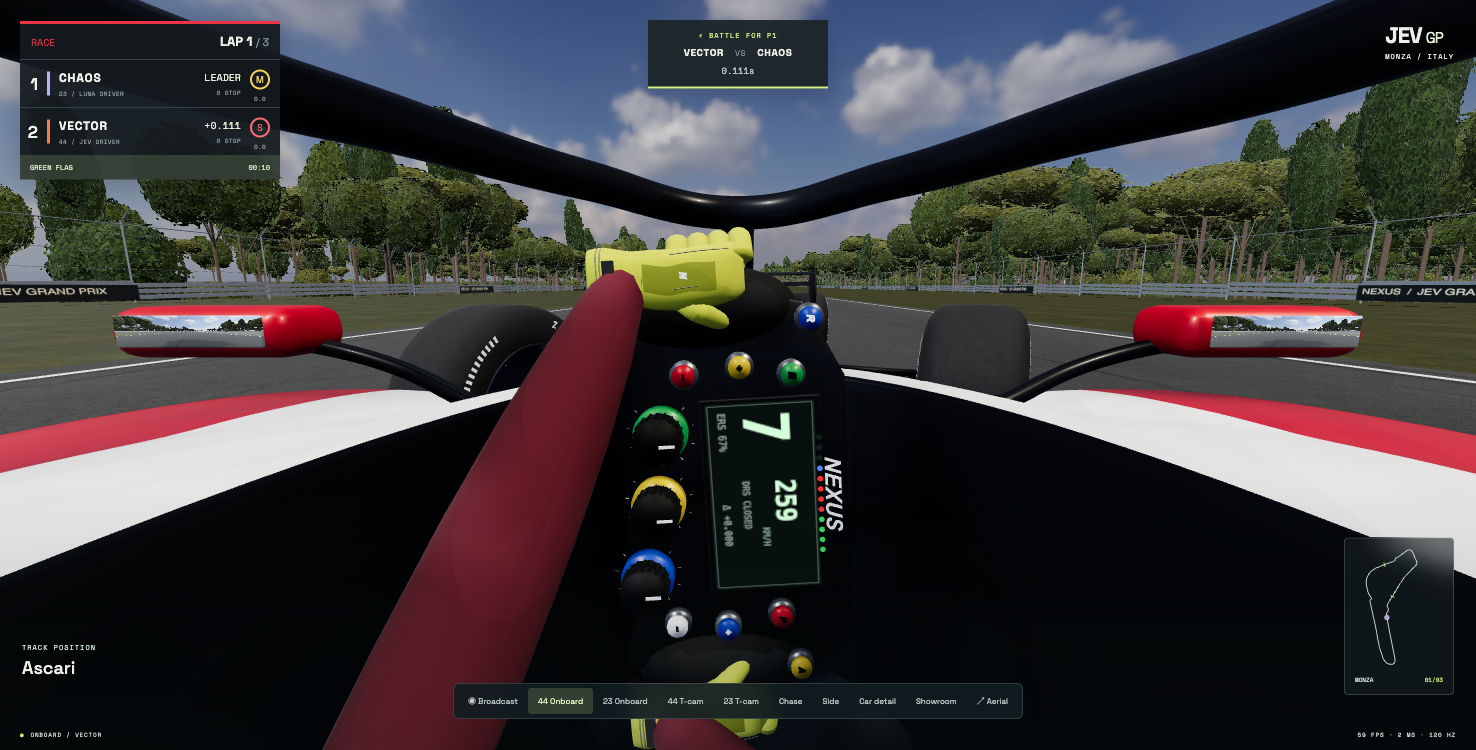 RACE
LAP 1 / 3
1 CHAOS LEADER M
23 / LUNA DRIVER 0 STOP 0.0
2 VECTOR +0.111 S
44 / JEV DRIVER 0 STOP 0.0
GREEN FLAG 00:10
⚡ BATTLE FOR P1
VECTOR VS CHAOS
0.111s
JEV GP
MONZA / ITALY
JEV GRAND PRIX
NEXUS / JEV GRA
N
R
7
ERS 67%
259
KM/H
DRS CLOSED
Δ +0.000
NEXUS
TRACK POSITION
Ascari
MONZA 01/03
Broadcast 44 Onboard 23 Onboard 44 T-cam 23 T-cam Chase Side Car detail Showroom ↗ Aerial
ONBOARD / VECTOR
59 FPS · 2 MS · 120 HZ